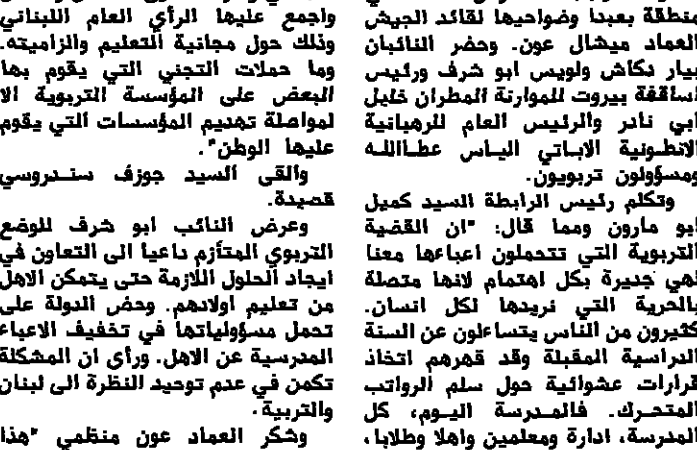 منطقة بعبدا وضواحيها لقائد الجيش
العماد ميشال عون. وحضر النائبان
بيار دكاش ولويس ابو شرف ورئيس
اساقفة بيروت للموارنة المطران خليل
ابي نادر والرئيس العام للرهبانية
الانطونية الاباتي الياس عطاالله
ومسؤولون تربويون.
وتكلم رئيس الرابطة السيد كميل
ابو مارون ومما قال: "ان القضية
التربوية التي تتحملون اعباءها معنا
لهي جديرة بكل اهتمام لانها متصلة
بالحرية التي نريدها لكل انسان.
كثيرون من الناس يتساءلون عن السنة
الدراسية المقبلة وقد قهرهم اتخاذ
قرارات عشوائية حول سلم الرواتب
المتحرك. فالمدرسة اليوم، كل
المدرسة، ادارة ومعلمين واهلا وطلابا،
واجمع عليها الرأي العام اللبناني
وذلك حول مجانية التعليم والزاميته.
وما حملات التجني التي يقوم بها
البعض على المؤسسة التربوية الا
لمواصلة تهديم المؤسسات التي يقوم
عليها الوطن".
والقى السيد جوزف سندروسي
قصيدة.
وعرض النائب ابو شرف للوضع
التربوي المتأزم داعيا الى التعاون في
ايجاد الحلول اللازمة حتى يتمكن الاهل
من تعليم اولادهم. وحض الدولة على
تحمل مسؤولياتها في تخفيف الاعباء
المدرسية عن الاهل. ورأى ان المشكلة
تكمن في عدم توحيد النظرة الى لبنان
والتربية.
وشكر العماد عون منظمي "هذا